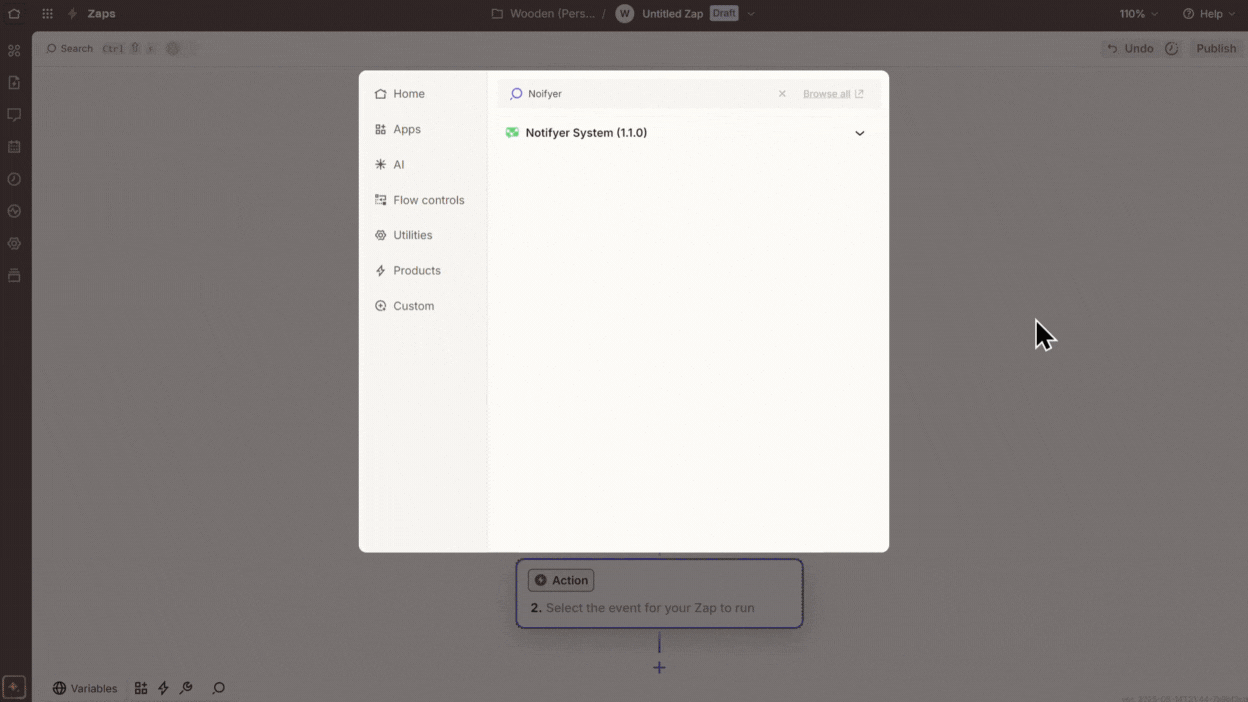 Zaps
Wooden (Pers... / W Untitled Zap Draft
110% Help
Search Ctrl
Undo Publish
Home
Apps
AI
Flow controls
Utilities
Products
Custom
Noifyer
Browse all
Notifyer System (1.1.0)
Action
2. Select the event for your Zap to run
Variables